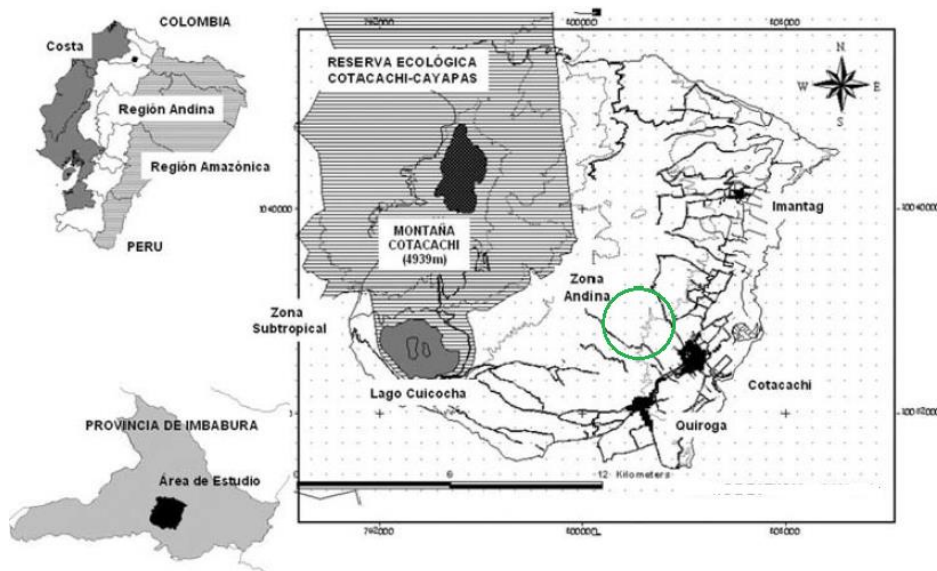 COLOMBIA
Costa
Región Andina
Región Amazónica
PERU
PROVINCIA DE IMBABURA
Área de Estudio
RESERVA ECOLÓGICA
COTACACHI-CAYAPAS
N
W E
S
Imantag
MONTAÑA
COTACACHI
(4939m)
Zona
Andina
Zona
Subtropical
Lago Cuicocha
Cotacachi
Quiroga
6
12 Kilometers